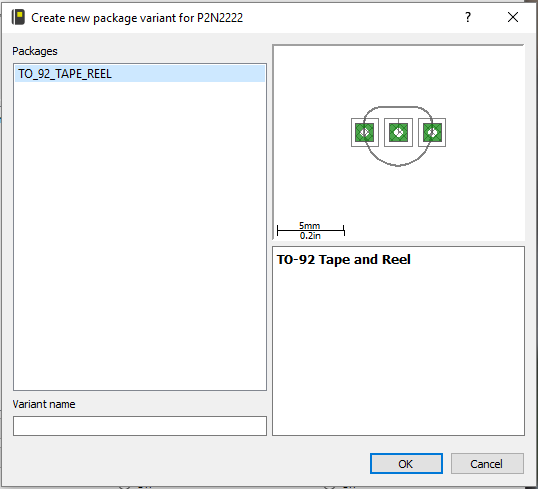 Create new package variant for P2N2222
Packages
TO_92_TAPE_REEL
5mm
0.2in
TO-92 Tape and Reel
Variant name
OK
Cancel